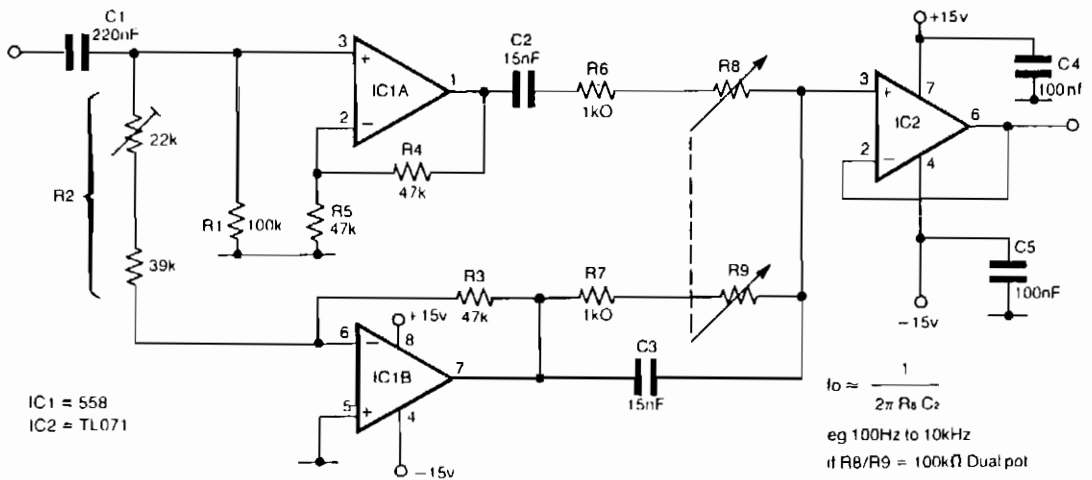 C1
220nF
3
+
IC1A
1
−
2
C2
15nF
R6
1kO
R8
3
+
IC2
−
2
6
7
4
+15v
C4
100nf
22k
R2
39k
R1
100k
R4
47k
R5
47k
R3
47k
R7
1kO
R9
+15v
8
6
−
IC1B
7
5
+
4
−15v
C3
15nF
C5
100nF
−15v
IC1 = 558
IC2 = TL071
fo ≈ 1
2π R8 C2
eg 100Hz to 10kHz
if R8/R9 = 100kΩ Dual pot